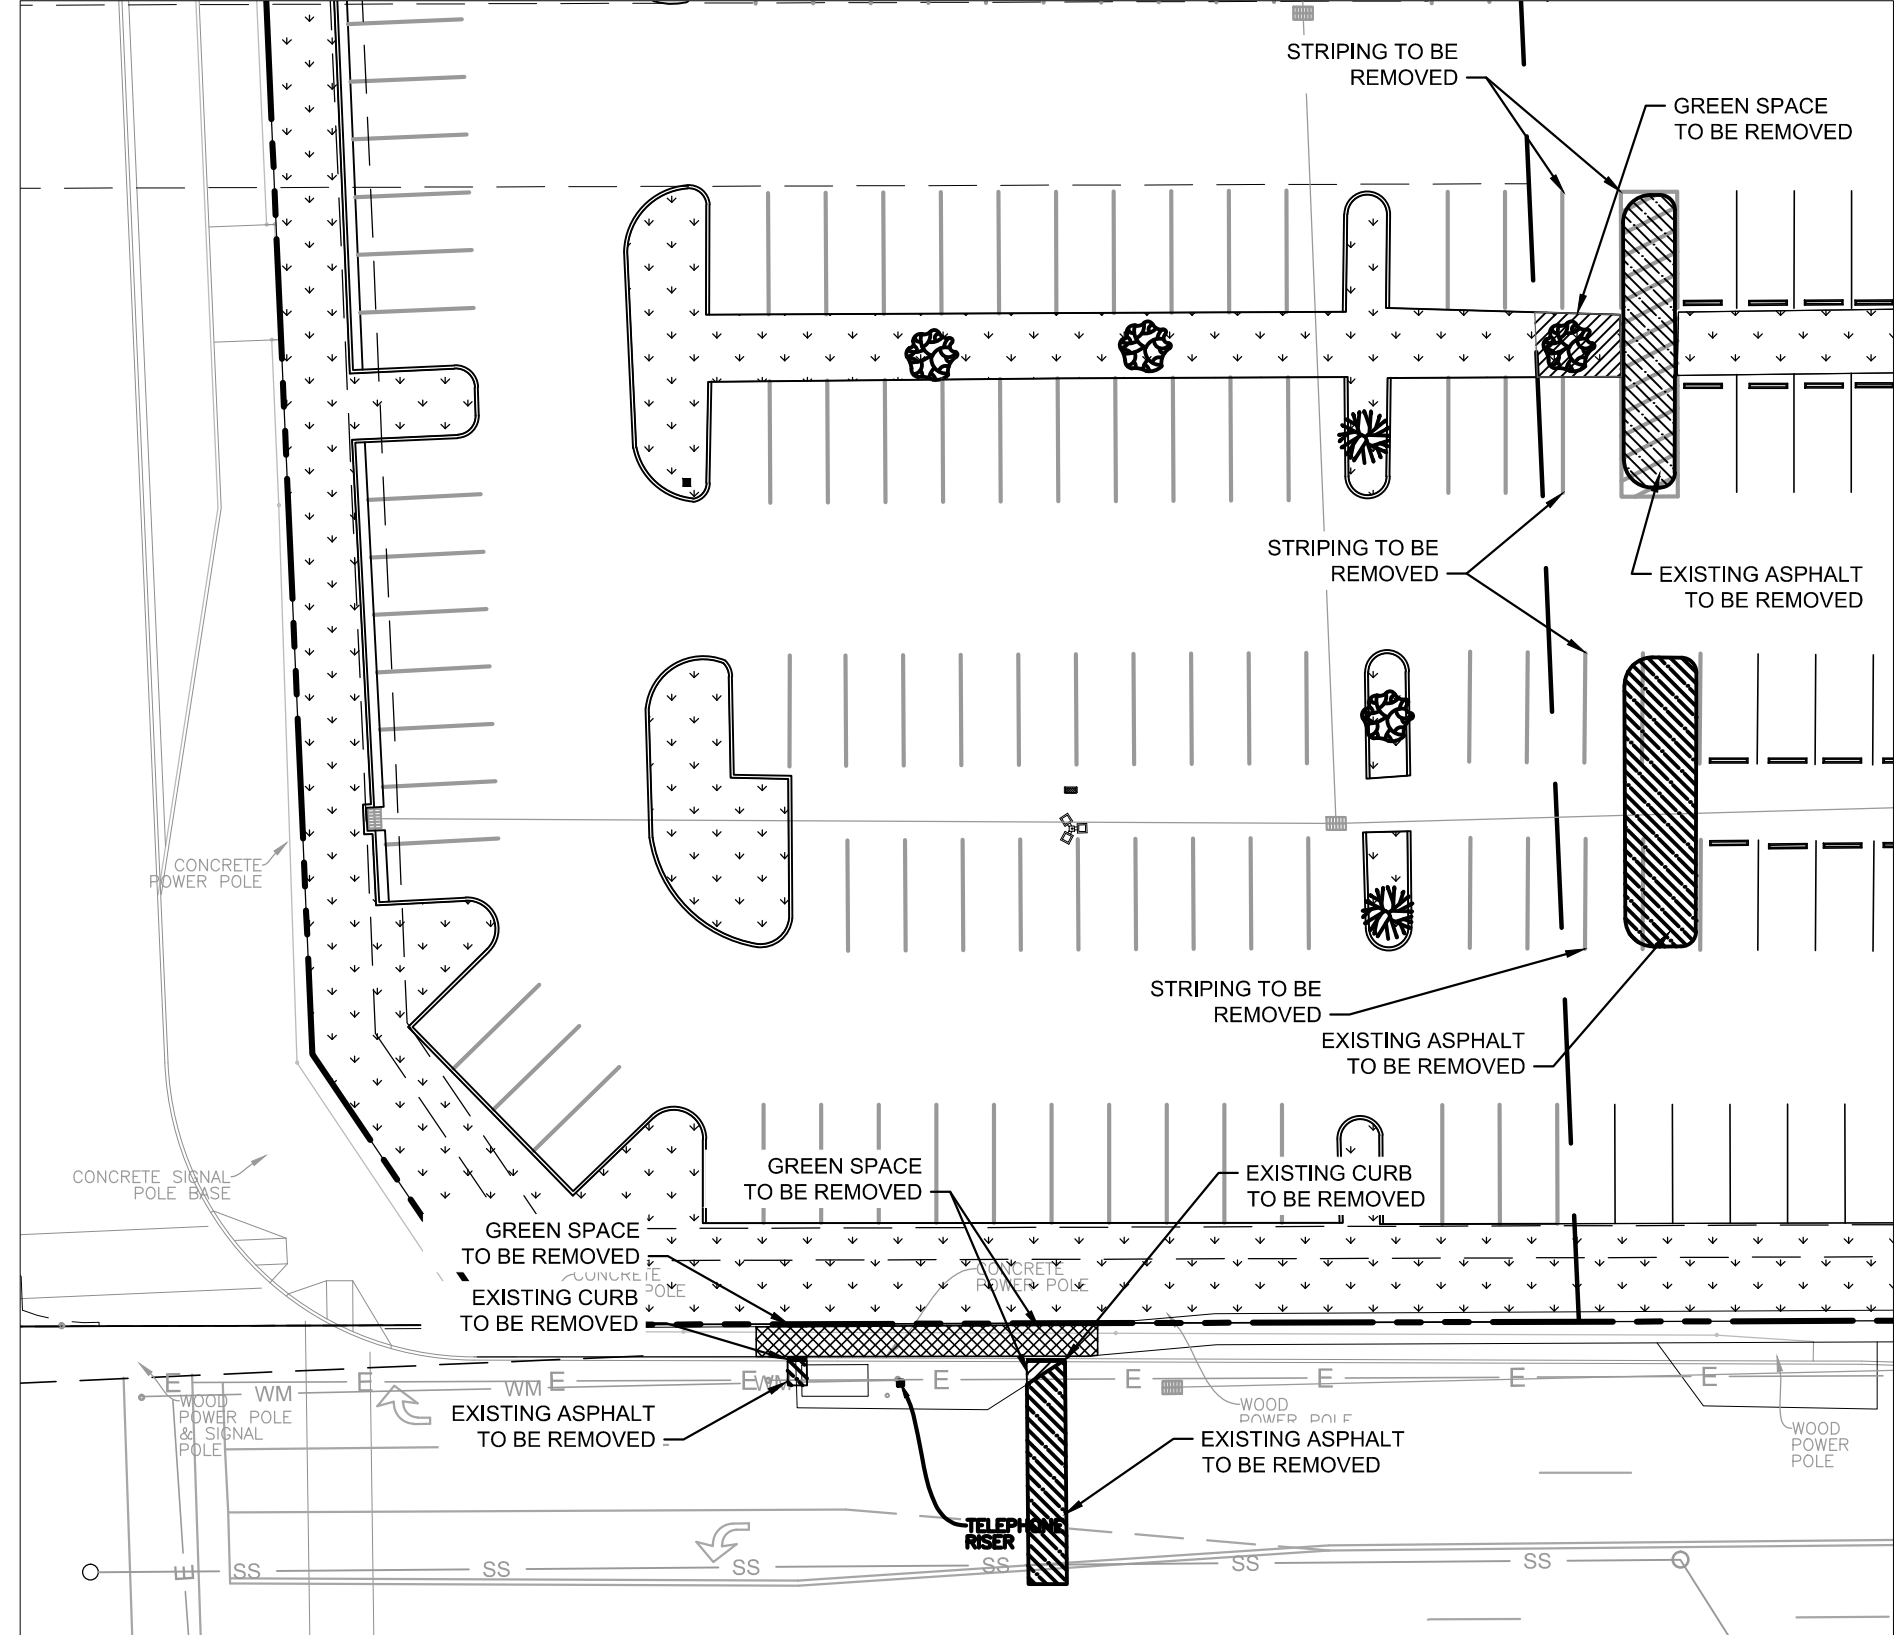 STRIPING TO BE
REMOVED
GREEN SPACE
TO BE REMOVED
STRIPING TO BE
REMOVED
EXISTING ASPHALT
TO BE REMOVED
CONCRETE
POWER POLE
STRIPING TO BE
REMOVED
EXISTING ASPHALT
TO BE REMOVED
CONCRETE SIGNAL
POLE BASE
GREEN SPACE
TO BE REMOVED
EXISTING CURB
TO BE REMOVED
GREEN SPACE
TO BE REMOVED
CONCRETE
POLE
CONCRETE
POWER POLE
EXISTING CURB
TO BE REMOVED
E
E
E
E
E
E
E
E
E
WM
WM
WM
WOOD
POWER POLE
& SIGNAL
POLE
EXISTING ASPHALT
TO BE REMOVED
WOOD
POWER POLE
EXISTING ASPHALT
TO BE REMOVED
WOOD
POWER
POLE
TELEPHONE
RISER
E
SS
SS
SS
SS
SS
SS